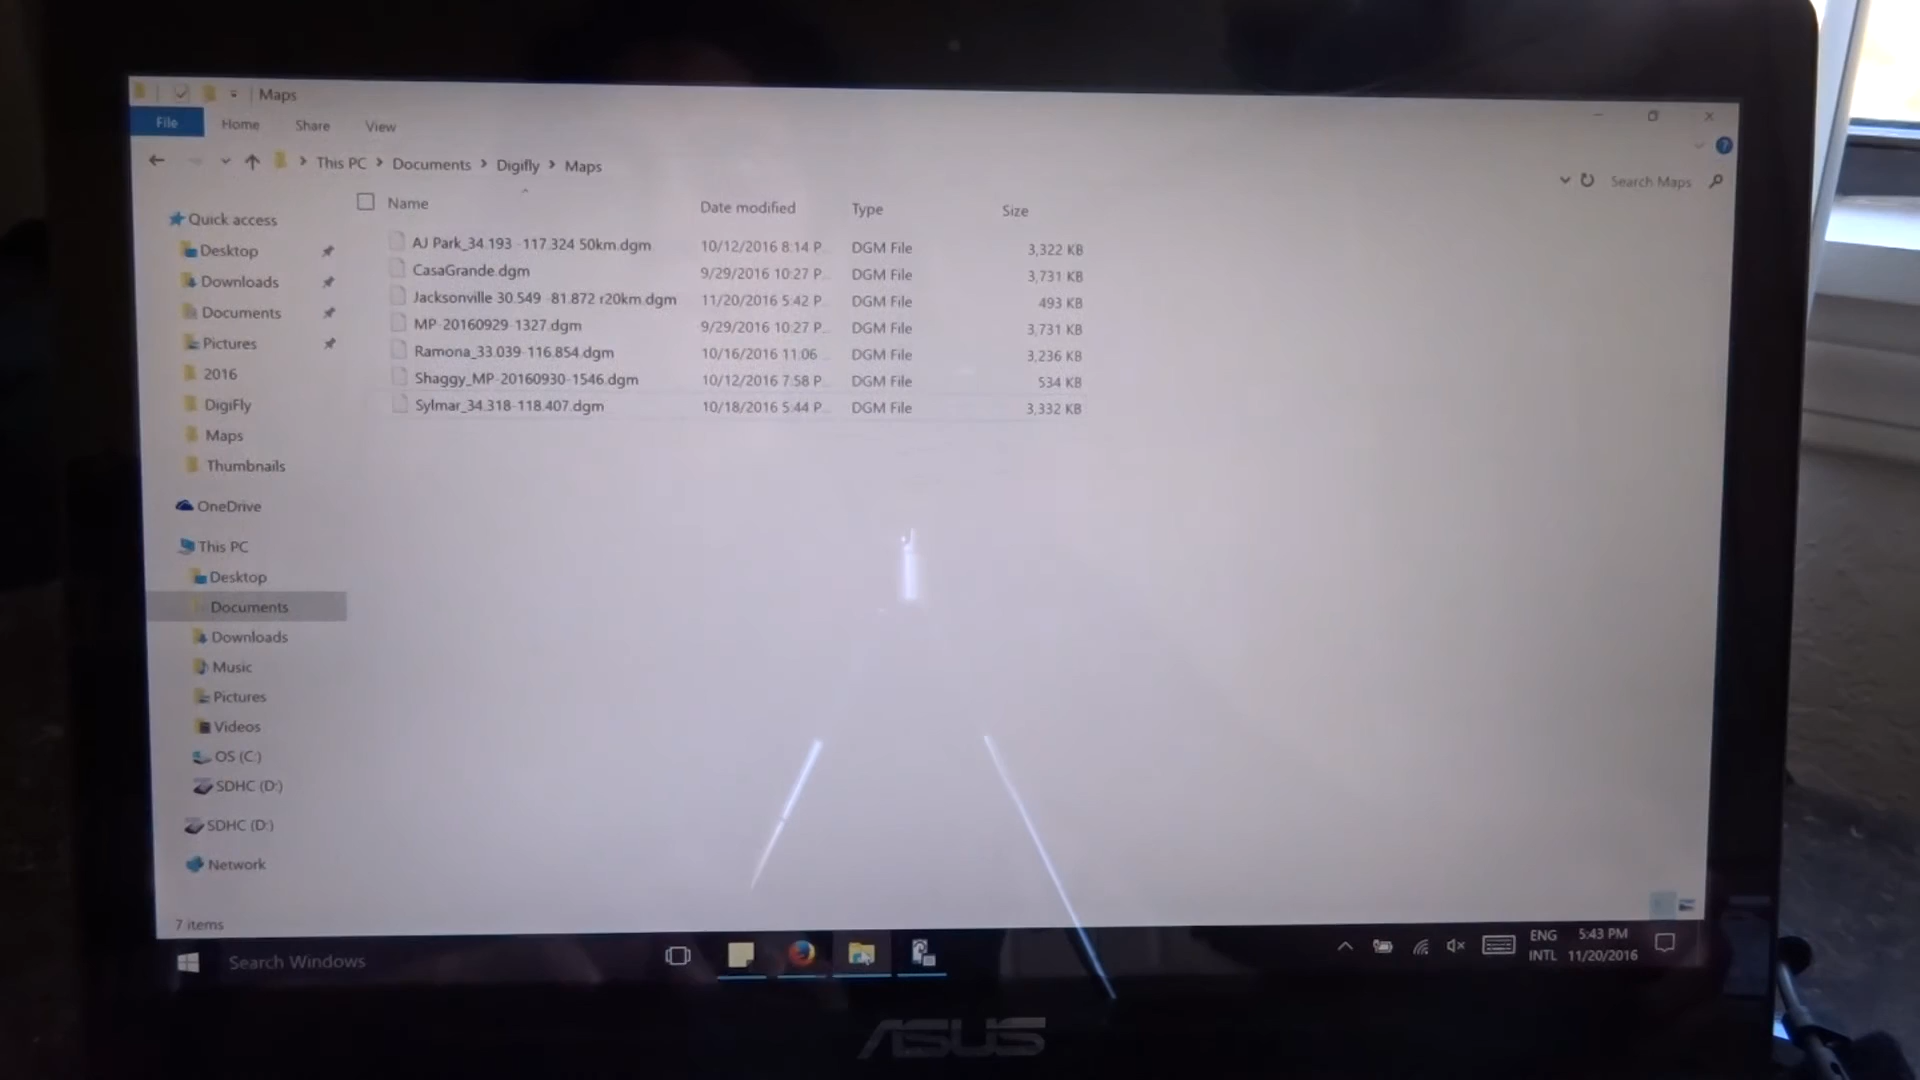 Maps
File Home Share View
This PC > Documents > Digifly > Maps
Search Maps
Name Date modified Type Size
AJ Park_34.193 -117.324 50km.dgm 10/12/2016 8:14 P... DGM File 3,322 KB
CasaGrande.dgm 9/29/2016 10:27 P... DGM File 3,731 KB
Jacksonville 30.549 -81.872 r20km.dgm 11/20/2016 5:42 P... DGM File 493 KB
MP-20160929-1327.dgm 9/29/2016 10:27 P... DGM File 3,731 KB
Ramona_33.039-116.854.dgm 10/16/2016 11:06 ... DGM File 3,236 KB
Shaggy_MP-20160930-1546.dgm 10/12/2016 7:58 P... DGM File 534 KB
Sylmar_34.318-118.407.dgm 10/18/2016 5:44 P... DGM File 3,332 KB
Quick access
Desktop
Downloads
Documents
Pictures
2016
DigiFly
Maps
Thumbnails
OneDrive
This PC
Desktop
Documents
Downloads
Music
Pictures
Videos
OS (C:)
SDHC (D:)
SDHC (D:)
Network
7 items
Search Windows
ENG 5:43 PM
INTL 11/20/2016
ASUS